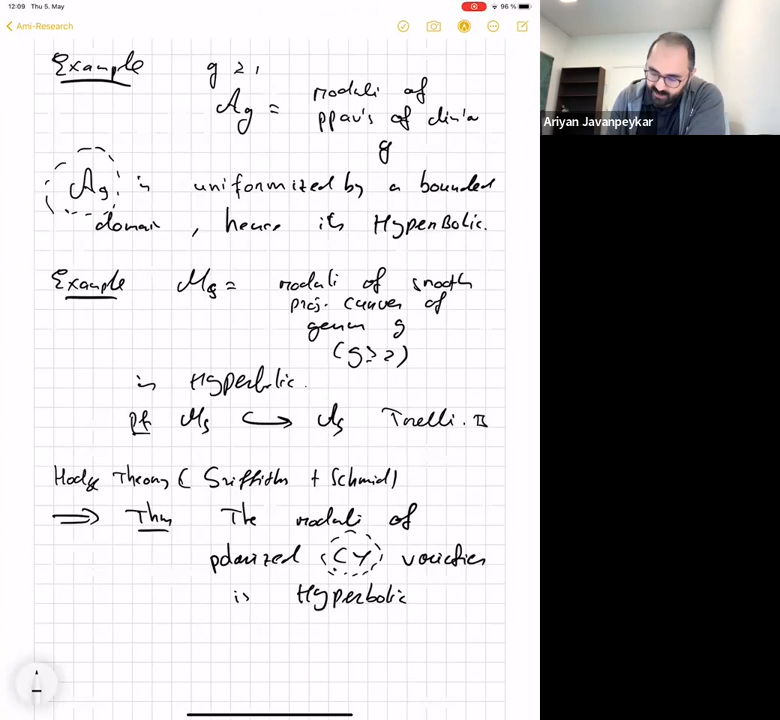 12:09 Thu 5. May
96 %
Ami-Research
Example g ≥ 1
A_g = moduli of
ppav's of dim'n
g
A_g is uniformized by a bounded
domain, hence is Hyperbolic.
Example M_g = moduli of smooth
proj. curves of
genus g
(g ≥ 2)
is Hyperbolic.
Pf M_g ↪ A_g Torelli.
Hodge Theory (Griffiths + Schmid)
⟹ Thm The moduli of
polarized CY varieties
is Hyperbolic
Ariyan Javanpeykar